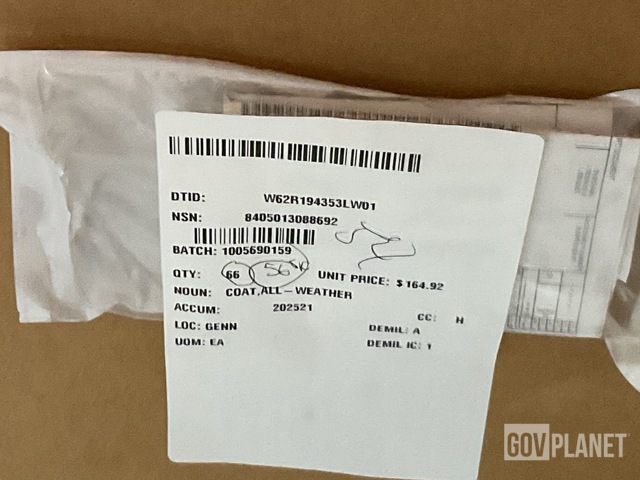 DTID: W62R194353LW01
NSN: 8405013088692
BATCH: 1005690159
QTY: 66 56 UNIT PRICE: $ 164.92
NOUN: COAT,ALL-WEATHER
ACCUM: 202521
CC: H
LOC: GENN DEMIL: A
UOM: EA DEMIL IC: 1
GOVPLANET